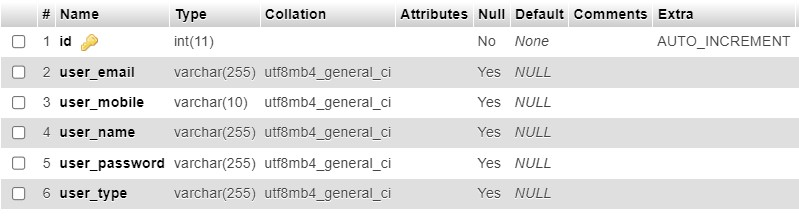 # Name Type Collation Attributes Null Default Comments Extra
1 id int(11) No None AUTO_INCREMENT
2 user_email varchar(255) utf8mb4_general_ci Yes NULL
3 user_mobile varchar(10) utf8mb4_general_ci Yes NULL
4 user_name varchar(255) utf8mb4_general_ci Yes NULL
5 user_password varchar(255) utf8mb4_general_ci Yes NULL
6 user_type varchar(255) utf8mb4_general_ci Yes NULL